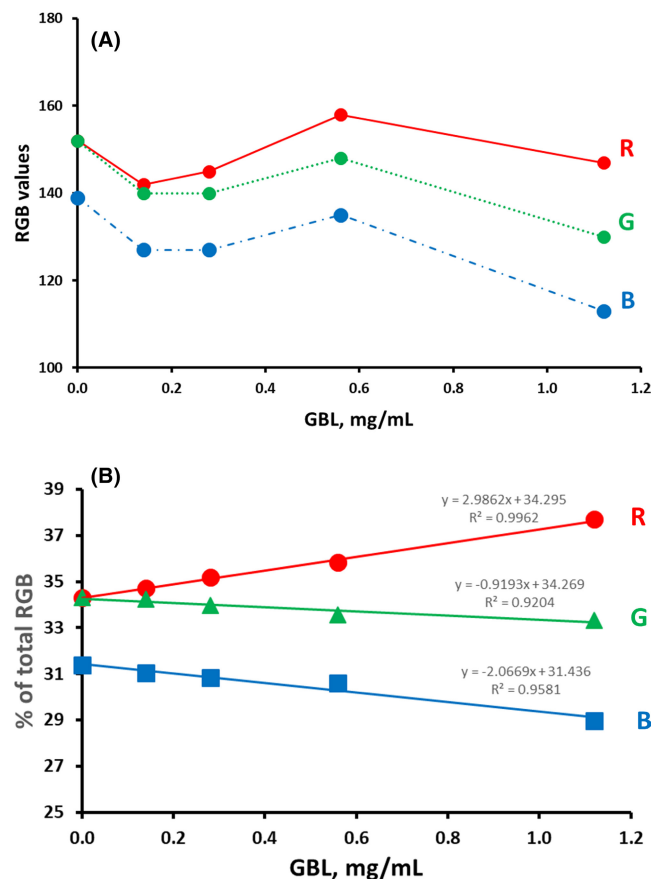 (A)
180
160
140
120
100
RGB values
R
G
B
0.0 0.2 0.4 0.6 0.8 1.0 1.2
GBL, mg/mL
(B)
39
37
35
33
31
29
27
25
% of total RGB
y = 2.9862x + 34.295
R² = 0.9962
R
y = -0.9193x + 34.269
R² = 0.9204
G
y = -2.0669x + 31.436
R² = 0.9581
B
0.0 0.2 0.4 0.6 0.8 1.0 1.2
GBL, mg/mL